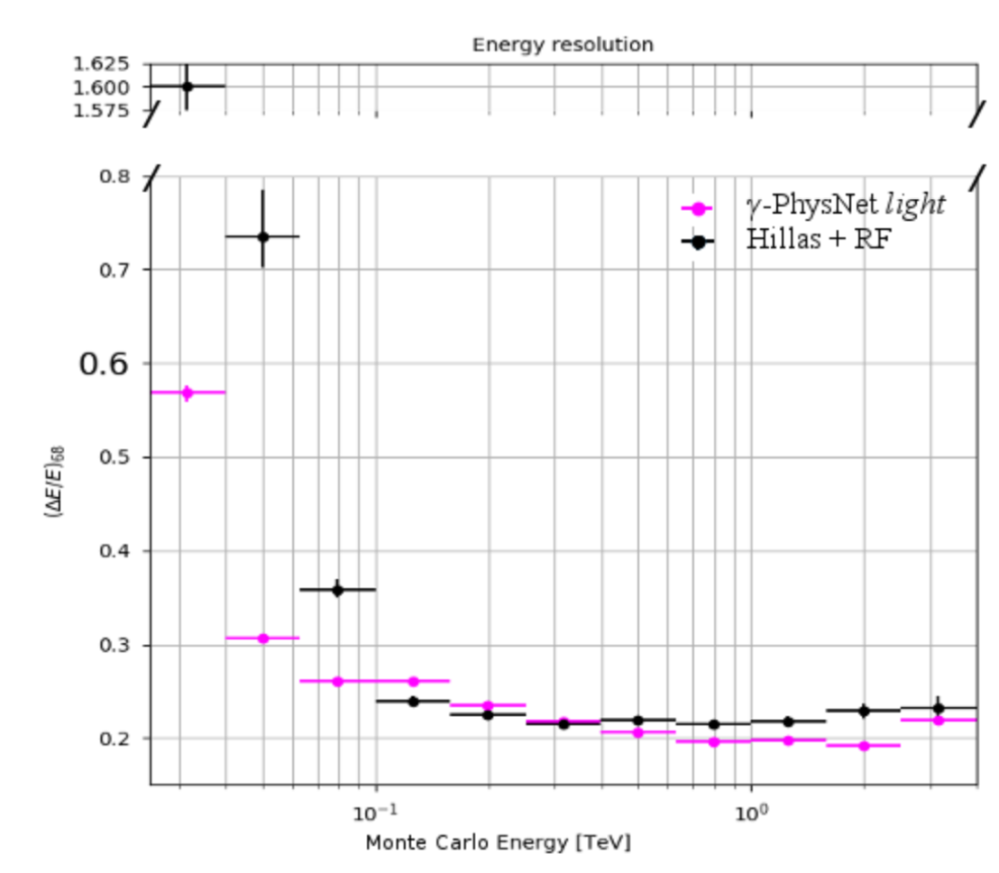 Energy resolution
1.625
1.600
1.575
0.8
γ-PhysNet light
Hillas + RF
0.7
0.6
0.5
(ΔE/E)₆₈
0.4
0.3
0.2
10⁻¹
10⁰
Monte Carlo Energy [TeV]